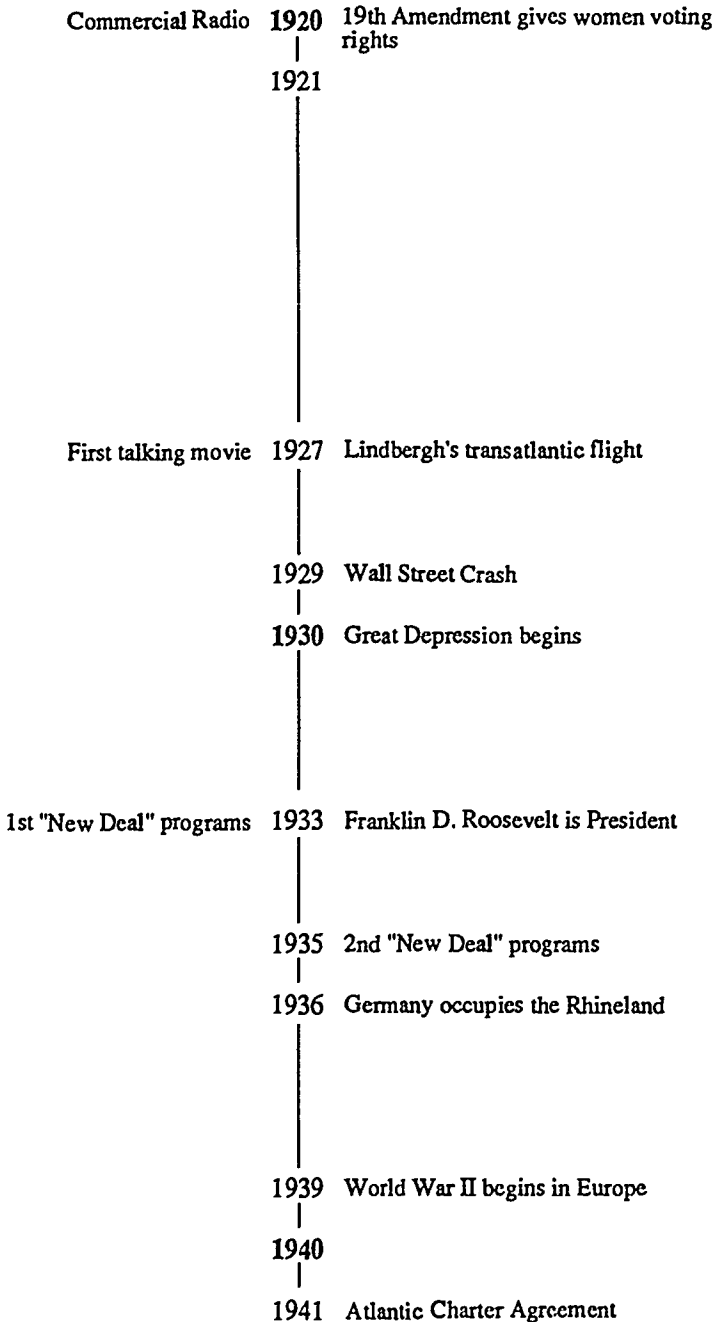 Commercial Radio 1920 19th Amendment gives women voting
rights
1921
First talking movie 1927 Lindbergh's transatlantic flight
1929 Wall Street Crash
1930 Great Depression begins
1st "New Deal" programs 1933 Franklin D. Roosevelt is President
1935 2nd "New Deal" programs
1936 Germany occupies the Rhineland
1939 World War II begins in Europe
1940
1941 Atlantic Charter Agreement